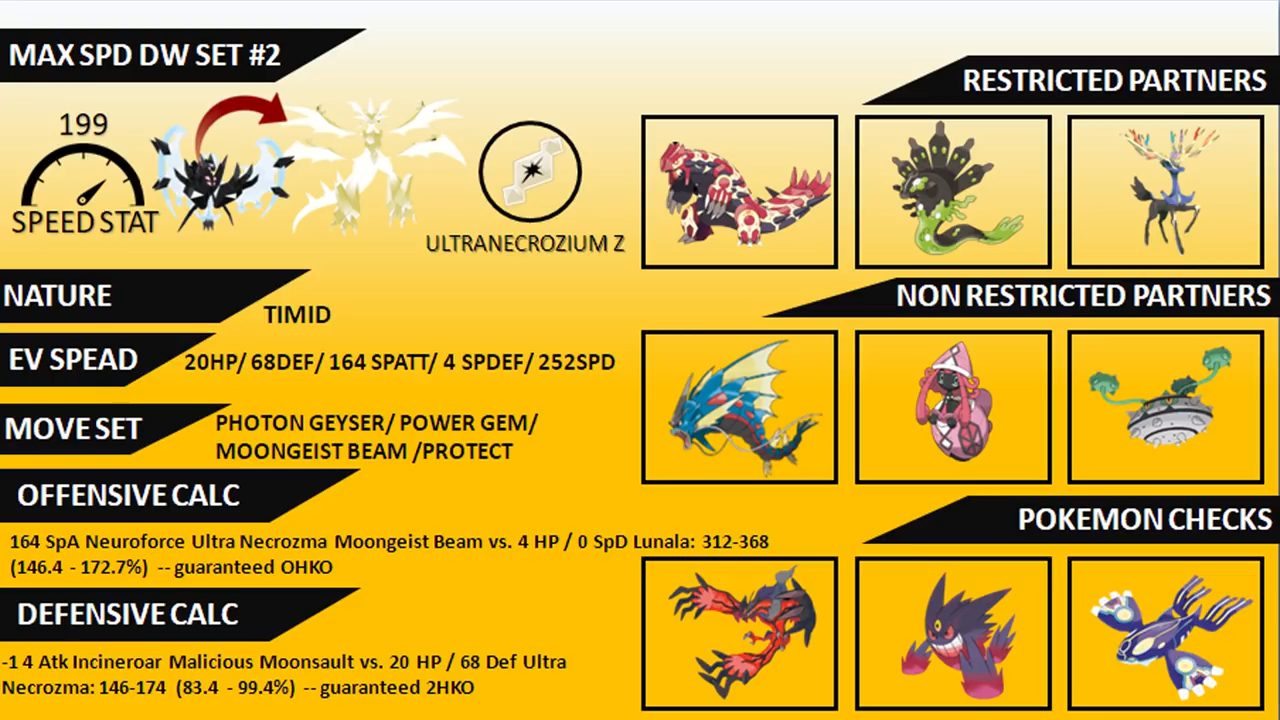 MAX SPD DW SET #2
199
SPEED STAT
ULTRANECROZIUM Z
NATURE
TIMID
EV SPEAD
20HP/ 68DEF/ 164 SPATT/ 4 SPDEF/ 252SPD
MOVE SET
PHOTON GEYSER/ POWER GEM/
MOONGEIST BEAM /PROTECT
OFFENSIVE CALC
164 SpA Neuroforce Ultra Necrozma Moongeist Beam vs. 4 HP / 0 SpD Lunala: 312-368
(146.4 - 172.7%) -- guaranteed OHKO
DEFENSIVE CALC
-1 4 Atk Incineroar Malicious Moonsault vs. 20 HP / 68 Def Ultra
Necrozma: 146-174 (83.4 - 99.4%) -- guaranteed 2HKO
RESTRICTED PARTNERS
NON RESTRICTED PARTNERS
POKEMON CHECKS